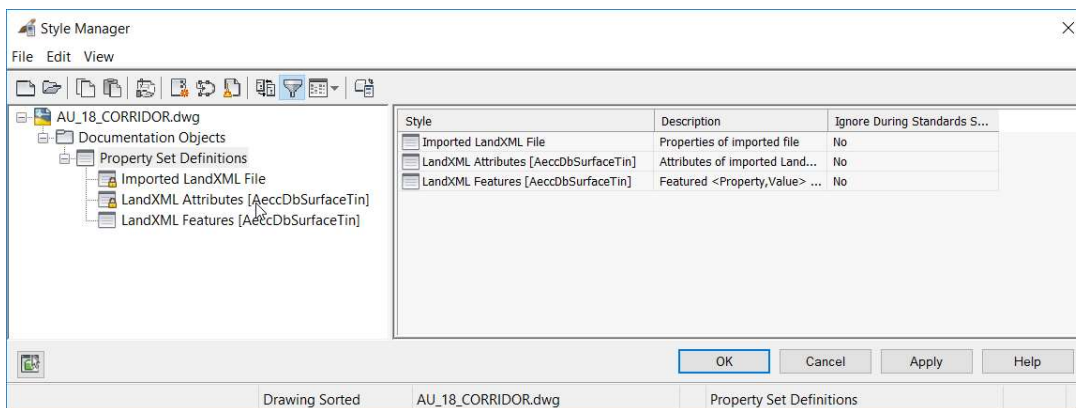 Style Manager
File Edit View
AU_18_CORRIDOR.dwg
Documentation Objects
Property Set Definitions
Imported LandXML File
LandXML Attributes [AeccDbSurfaceTin]
LandXML Features [AeccDbSurfaceTin]
Style Description Ignore During Standards S...
Imported LandXML File Properties of imported file No
LandXML Attributes [AeccDbSurfaceTin] Attributes of imported Land... No
LandXML Features [AeccDbSurfaceTin] Featured <Property,Value> ... No
OK Cancel Apply Help
Drawing Sorted AU_18_CORRIDOR.dwg Property Set Definitions